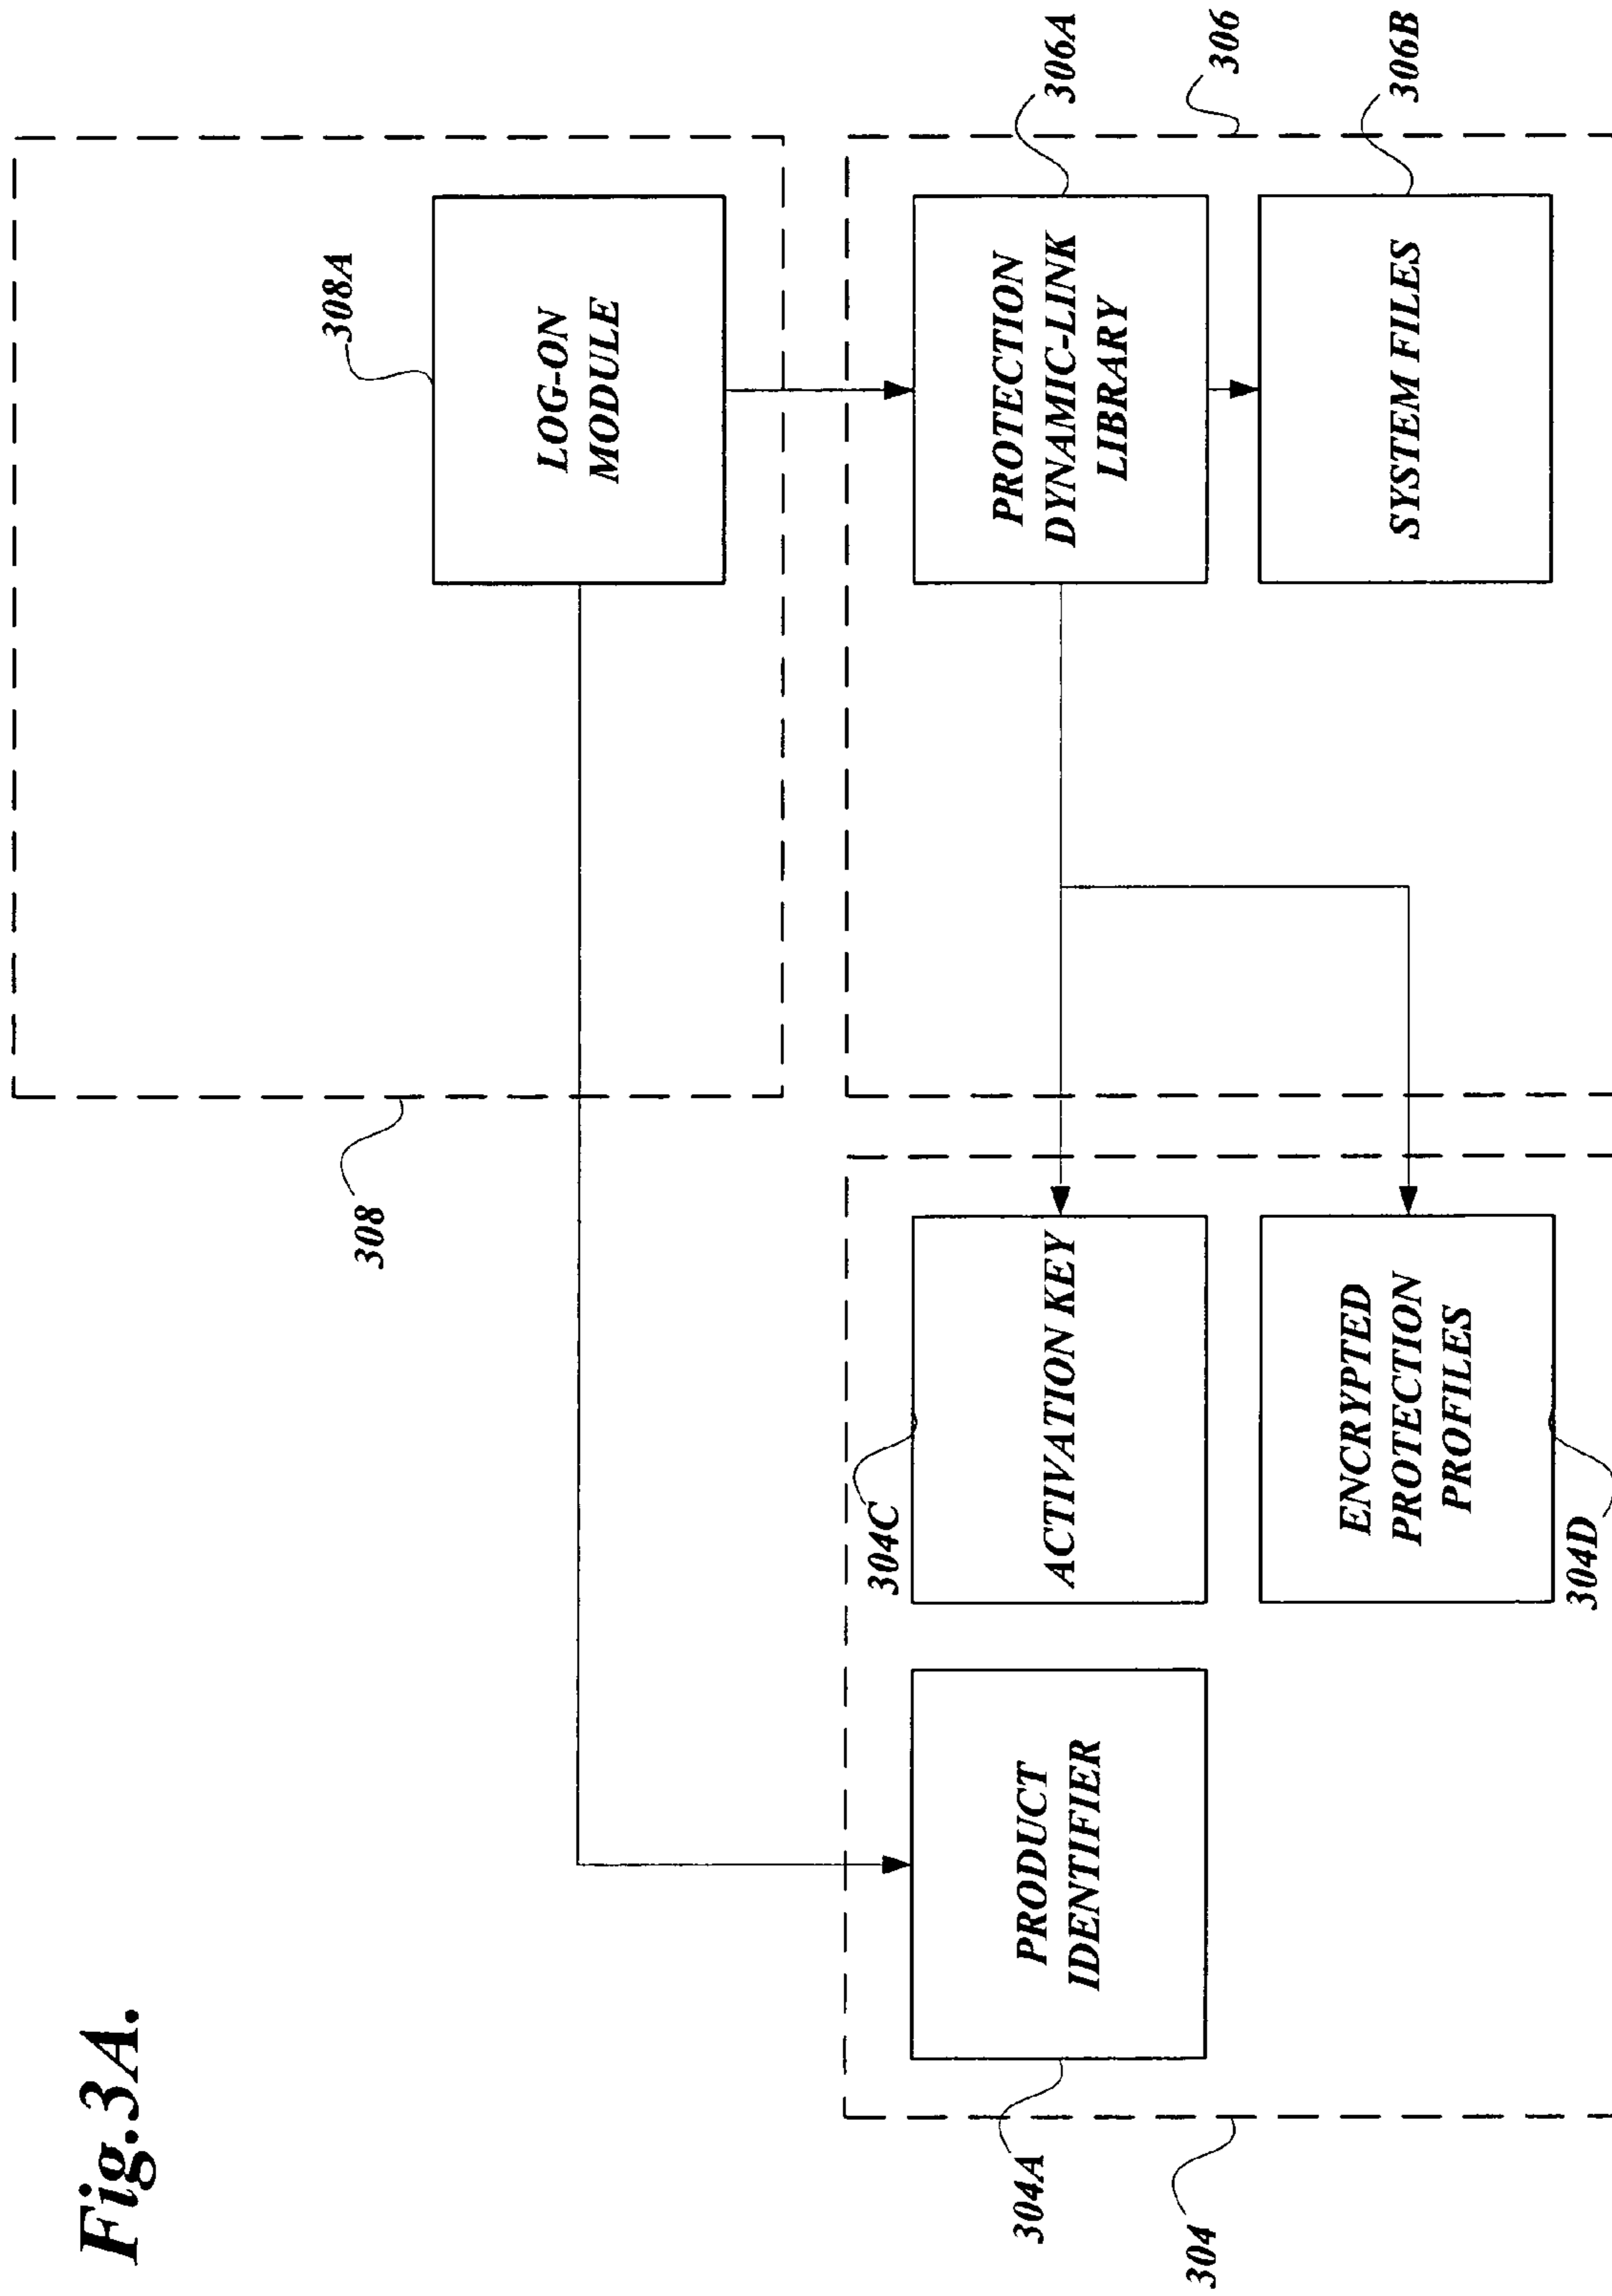 Fig.3A.
308
308A
LOG-ON
MODULE
304C
304A
PRODUCT
IDENTIFIER
ACTIVATION KEY
PROTECTION
DYNAMIC-LINK
LIBRARY
306A
304
306
ENCRYPTED
PROTECTION
PROFILES
SYSTEM FILES
306B
304D